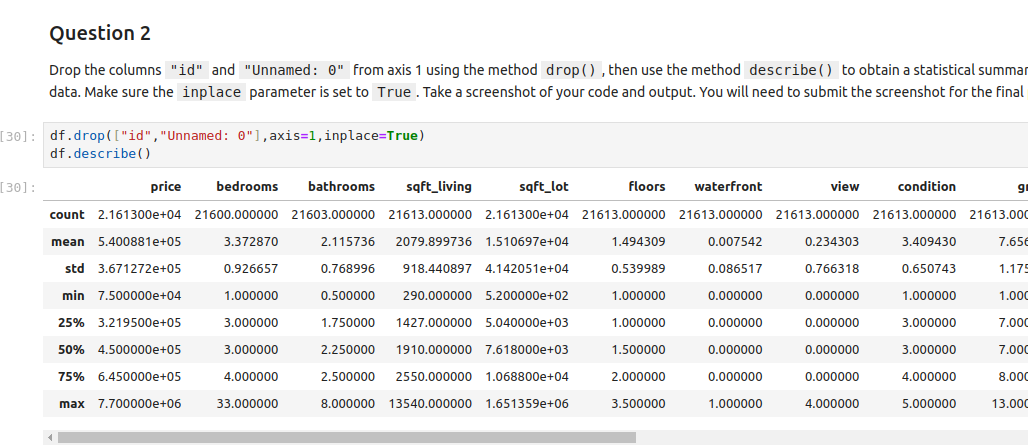 Question 2
Drop the columns "id" and "Unnamed: 0" from axis 1 using the method drop(), then use the method describe() to obtain a statistical summar
data. Make sure the inplace parameter is set to True. Take a screenshot of your code and output. You will need to submit the screenshot for the final
[30]: df.drop(["id","Unnamed: 0"],axis=1,inplace=True)
df.describe()
[30]: price bedrooms bathrooms sqft_living sqft_lot floors waterfront view condition gr
count 2.161300e+04 21600.000000 21603.000000 21613.000000 2.161300e+04 21613.000000 21613.000000 21613.000000 21613.000000 21613.00
mean 5.400881e+05 3.372870 2.115736 2079.899736 1.510697e+04 1.494309 0.007542 0.234303 3.409430 7.656
std 3.671272e+05 0.926657 0.768996 918.440897 4.142051e+04 0.539989 0.086517 0.766318 0.650743 1.175
min 7.500000e+04 1.000000 0.500000 290.000000 5.200000e+02 1.000000 0.000000 0.000000 1.000000 1.000
25% 3.219500e+05 3.000000 1.750000 1427.000000 5.040000e+03 1.000000 0.000000 0.000000 3.000000 7.000
50% 4.500000e+05 3.000000 2.250000 1910.000000 7.618000e+03 1.500000 0.000000 0.000000 3.000000 7.000
75% 6.450000e+05 4.000000 2.500000 2550.000000 1.068800e+04 2.000000 0.000000 0.000000 4.000000 8.000
max 7.700000e+06 33.000000 8.000000 13540.000000 1.651359e+06 3.500000 1.000000 4.000000 5.000000 13.000